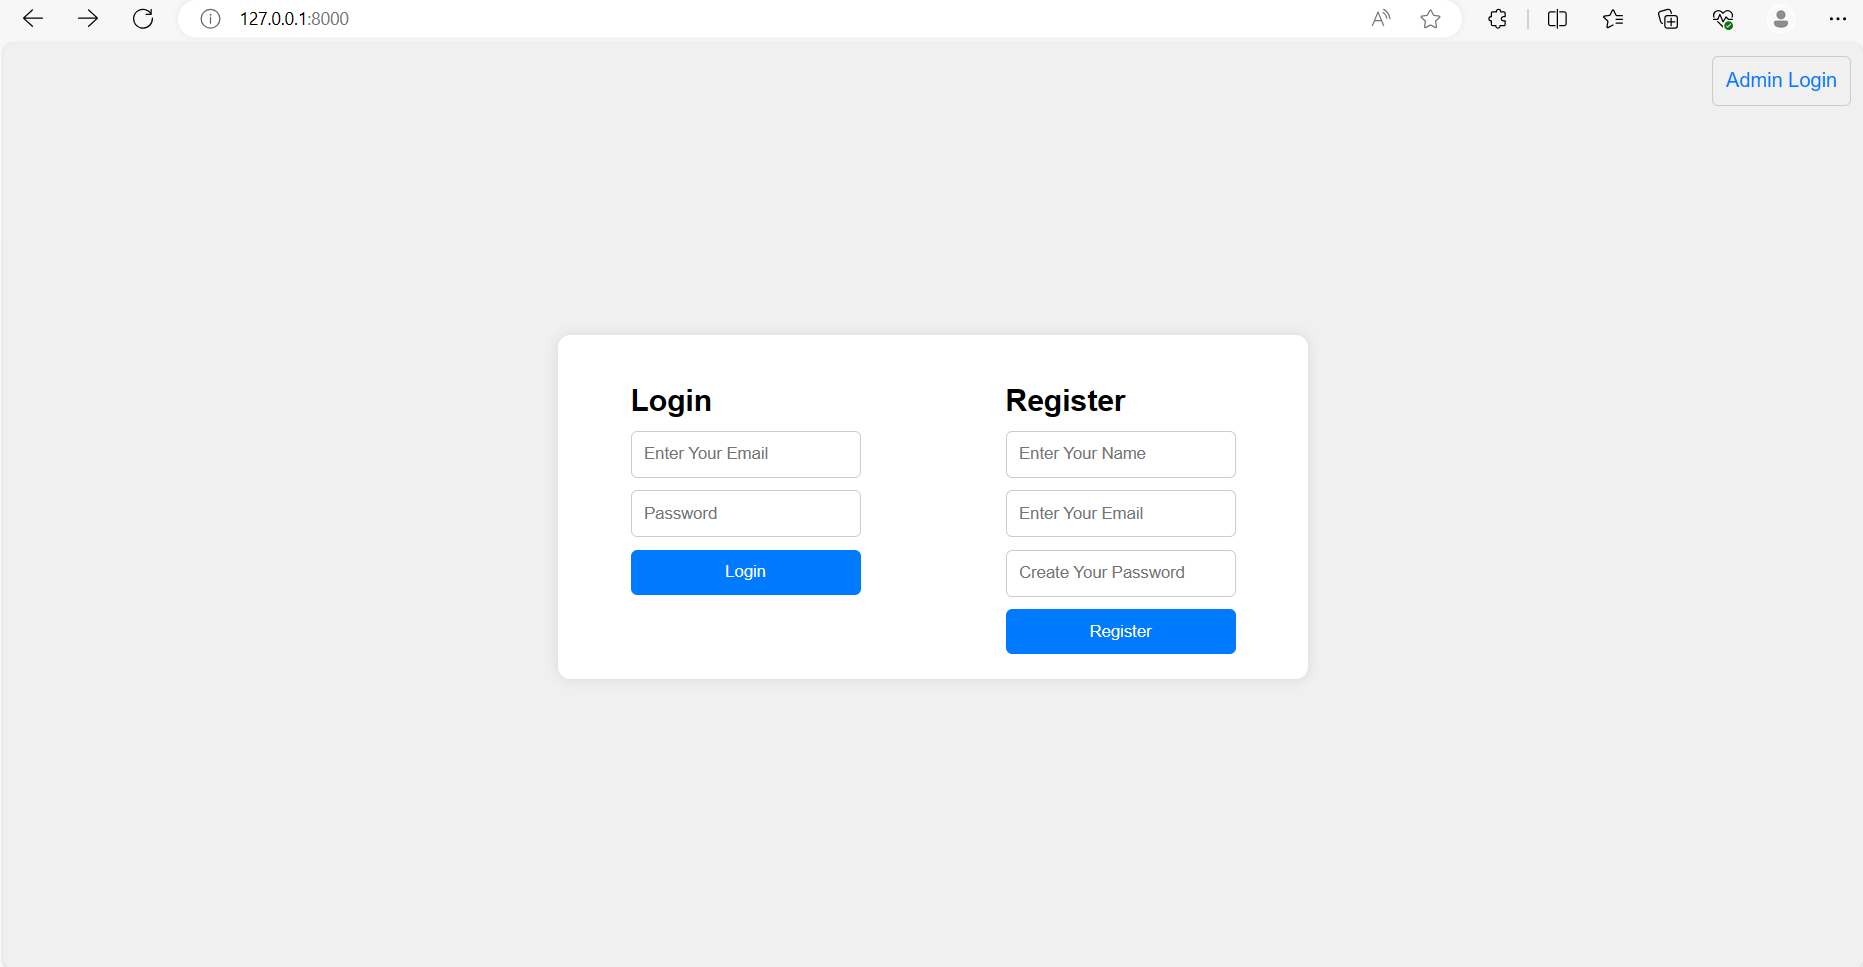 127.0.0.1:8000
Admin Login
Login
Enter Your Email
Password
Login
Register
Enter Your Name
Enter Your Email
Create Your Password
Register